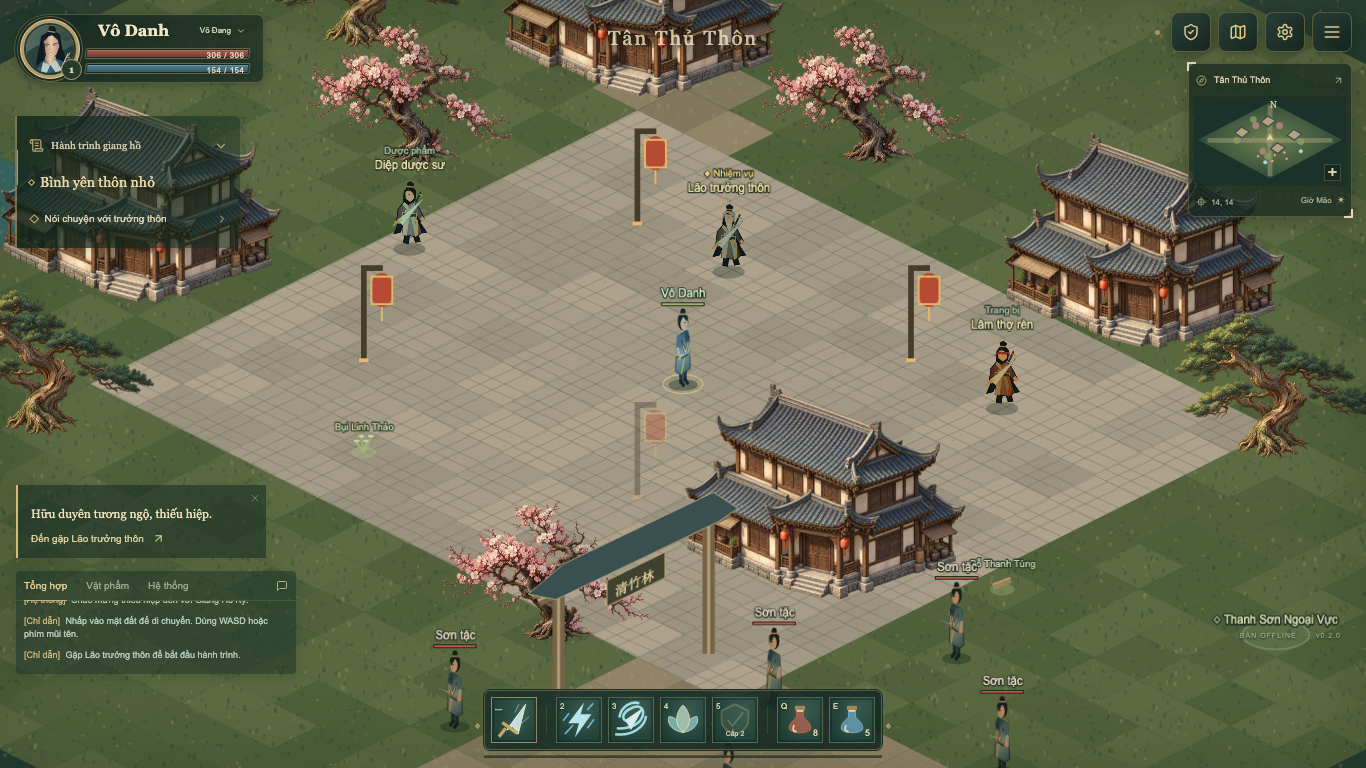 Vô Danh
Võ Đang
306 / 306
154 / 154
1
Tân Thủ Thôn
Tân Thủ Thôn
N
14, 14
Giờ Mão
Hành trình giang hồ
Bình yên thôn nhỏ
Nói chuyện với trưởng thôn
Dược phẩm
Diệp dược sư
Nhiệm vụ
Lão trưởng thôn
Vô Danh
Trang bị
Lâm thợ rèn
Bụi Linh Thảo
Hữu duyên tương ngộ, thiếu hiệp.
Đến gặp Lão trưởng thôn
Tổng hợp
Vật phẩm
Hệ thống
[Chỉ dẫn] Nhấp vào mặt đất để di chuyển. Dùng WASD hoặc
phím mũi tên.
[Chỉ dẫn] Gặp Lão trưởng thôn để bắt đầu hành trình.
清竹林
Sơn tặc
Thanh Tùng
Sơn tặc
Sơn tặc
Sơn tặc
Thanh Sơn Ngoại Vực
BẢN OFFLINE
v0.2.0
2
3
4
5
Cấp 2
Q
8
E
5